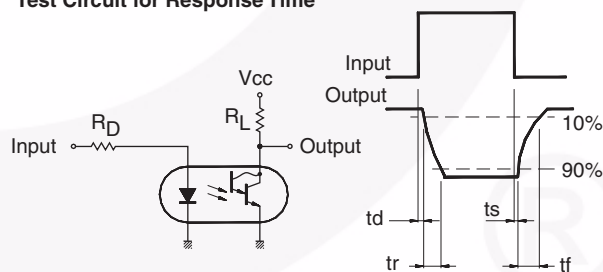 Test Circuit for Response Time
Vcc
RL
RD
Input
Output
Input
Output
10%
90%
td
ts
tr
tf
R